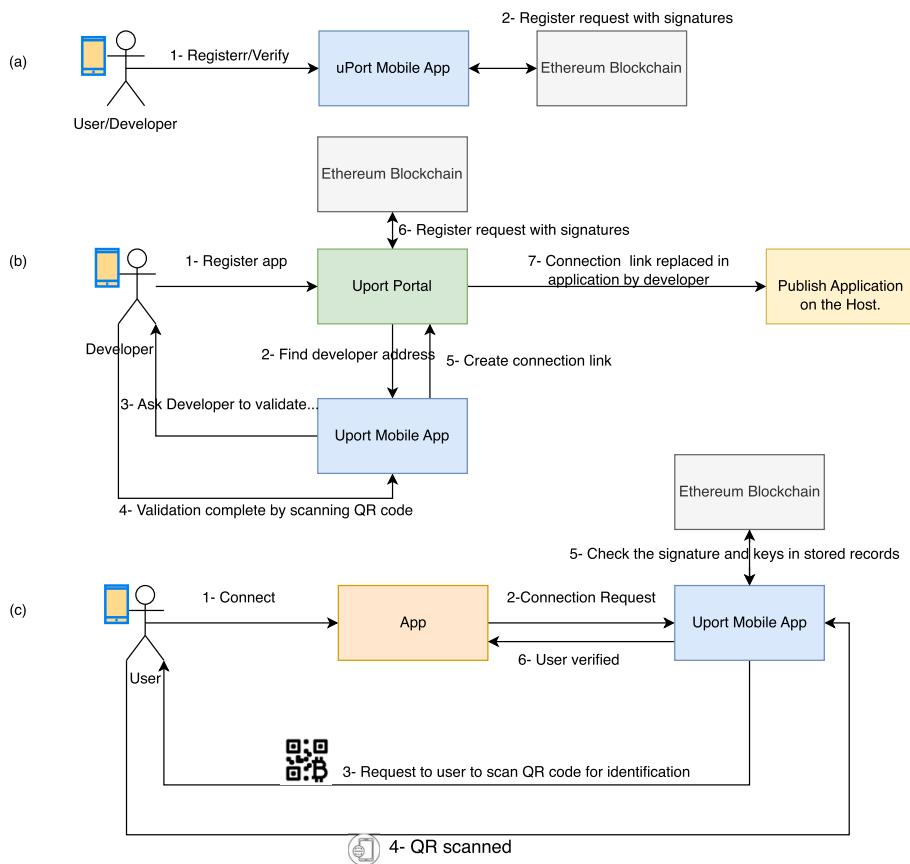 (a)
1- Registerr/Verify
uPort Mobile App
2- Register request with signatures
Ethereum Blockchain
User/Developer
(b)
Ethereum Blockchain
6- Register request with signatures
1- Register app
Uport Portal
7- Connection link replaced in
application by developer
Publish Application
on the Host.
Developer
2- Find developer address
5- Create connection link
3- Ask Developer to validate...
Uport Mobile App
4- Validation complete by scanning QR code
(c)
Ethereum Blockchain
5- Check the signature and keys in stored records
1- Connect
App
2-Connection Request
Uport Mobile App
6- User verified
User
3- Request to user to scan QR code for identification
4- QR scanned